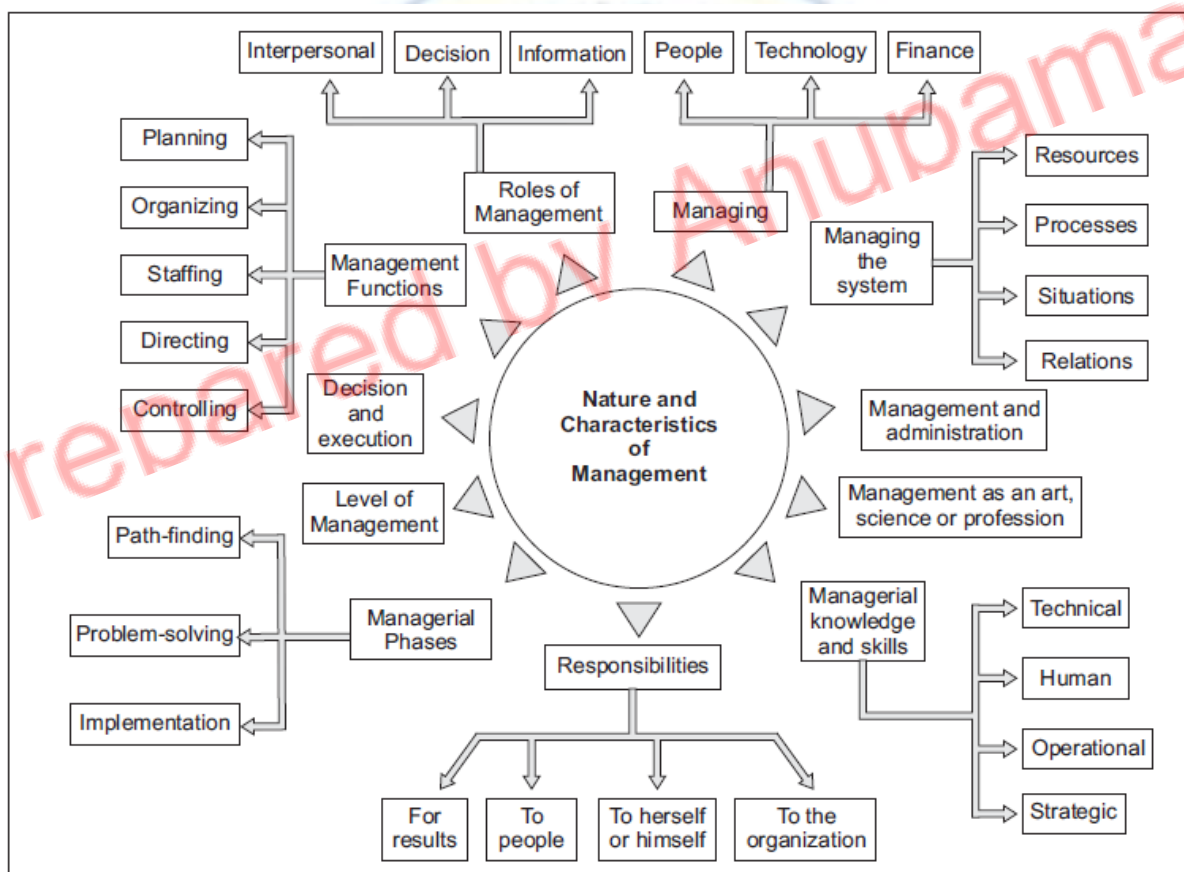 Interpersonal
Decision
Information
People
Technology
Finance
Planning
Organizing
Staffing
Directing
Controlling
Management
Functions
Roles of
Management
Managing
Managing
the
system
Resources
Processes
Situations
Relations
Decision
and
execution
Nature and
Characteristics
of
Management
Management and
administration
Level of
Management
Management as an art,
science or profession
Path-finding
Problem-solving
Implementation
Managerial
Phases
Responsibilities
For
results
To
people
To herself
or himself
To the
organization
Managerial
knowledge
and skills
Technical
Human
Operational
Strategic
repared by Anupama